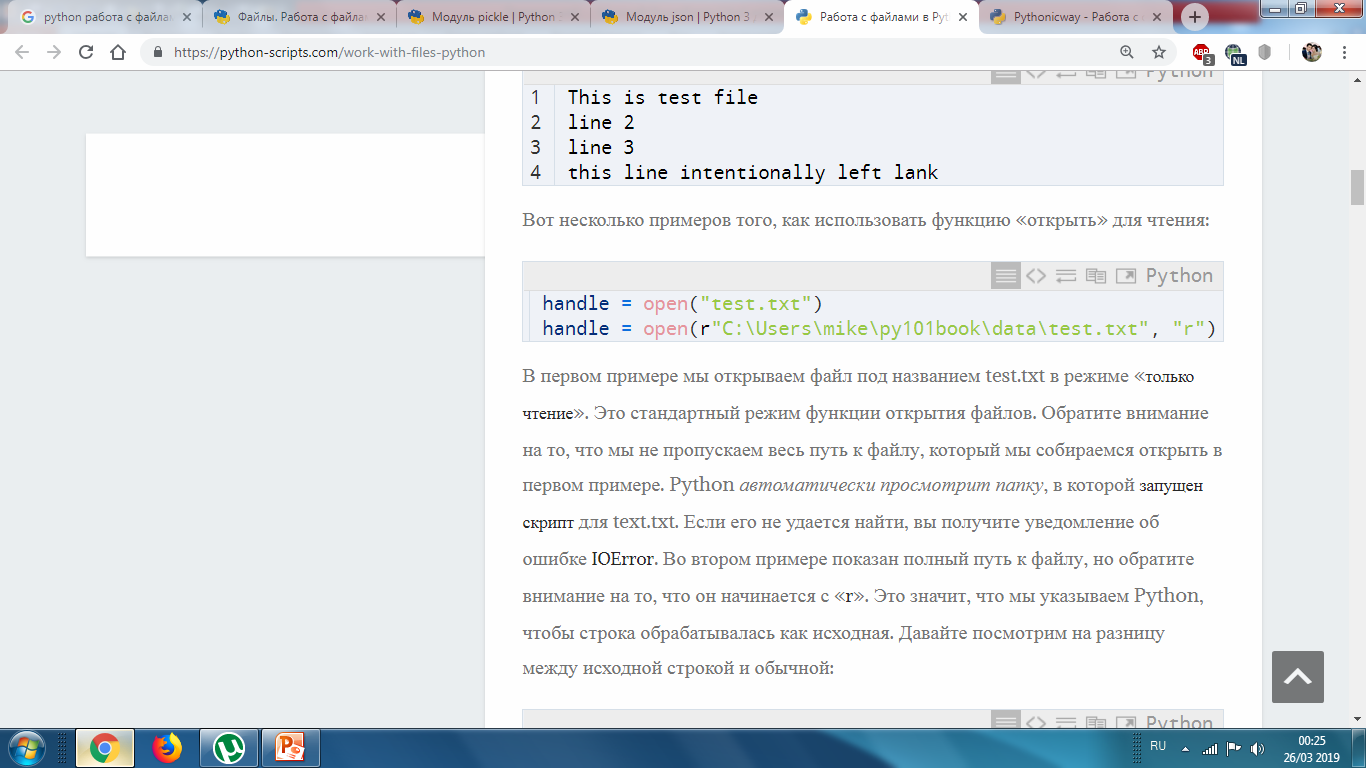 python работа с файлам
Файлы. Работа с файла
Модуль pickle | Python 3
Модуль json | Python 3 д
Работа с файлами в Pyt
Pythonicway - Работа с
https://python-scripts.com/work-with-files-python
ABP
3
NL
Python
1 This is test file
2 line 2
3 line 3
4 this line intentionally left lank
Вот несколько примеров того, как использовать функцию «открыть» для чтения:
Python
handle = open("test.txt")
handle = open(r"C:\Users\mike\py101book\data\test.txt", "r")
В первом примере мы открываем файл под названием test.txt в режиме «только
чтение». Это стандартный режим функции открытия файлов. Обратите внимание
на то, что мы не пропускаем весь путь к файлу, который мы собираемся открыть в
первом примере. Python автоматически просмотрит папку, в которой запущен
скрипт для text.txt. Если его не удается найти, вы получите уведомление об
ошибке IOError. Во втором примере показан полный путь к файлу, но обратите
внимание на то, что он начинается с «r». Это значит, что мы указываем Python,
чтобы строка обрабатывалась как исходная. Давайте посмотрим на разницу
между исходной строкой и обычной:
Python
RU
00:25
26/03 2019